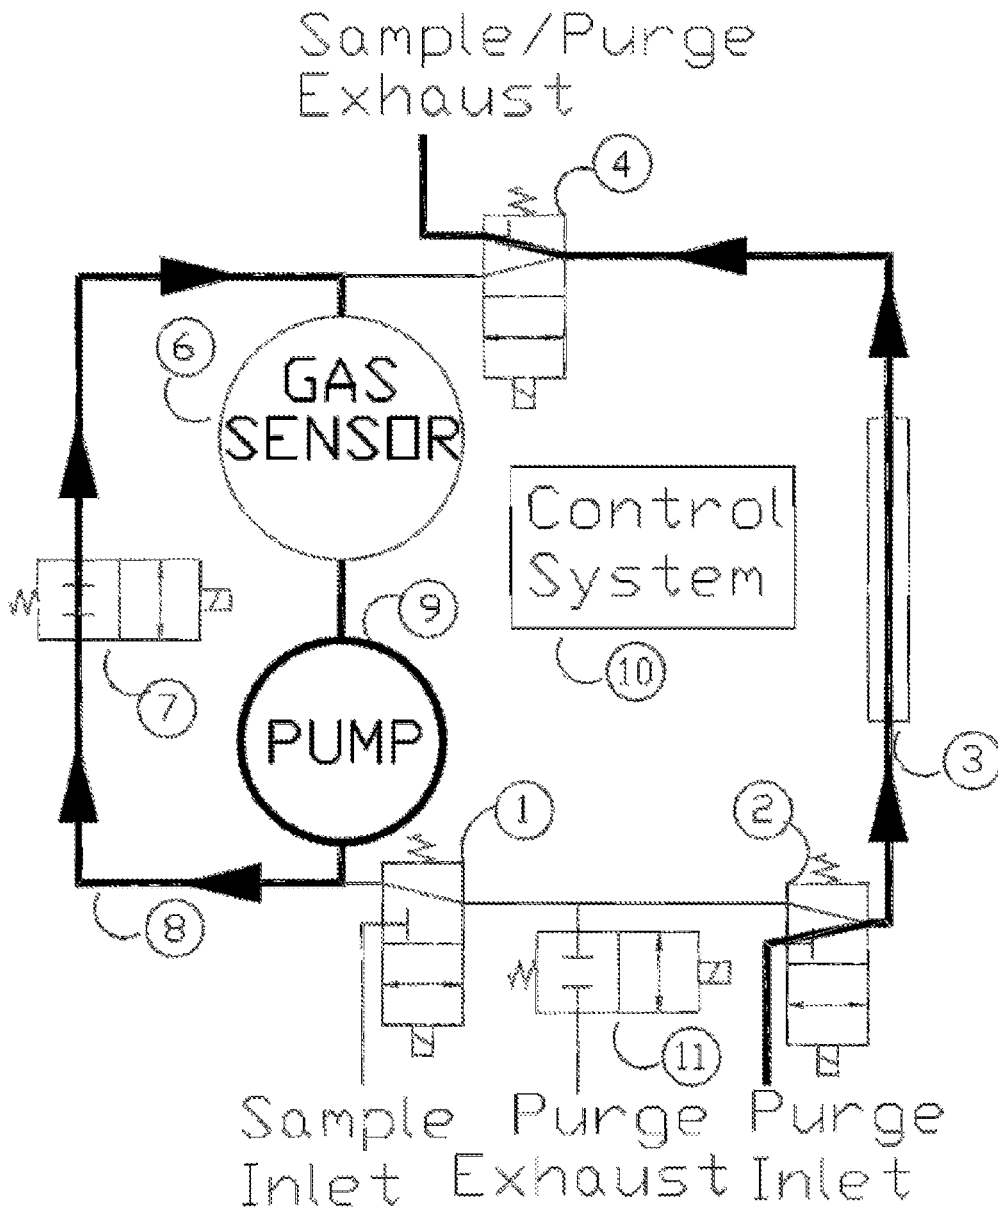 Sample/Purge
Exhaust
4
6
GAS
SENSOR
Control
System
9
10
7
PUMP
3
1
2
8
11
Sample
Inlet
Purge
Exhaust
Purge
Inlet